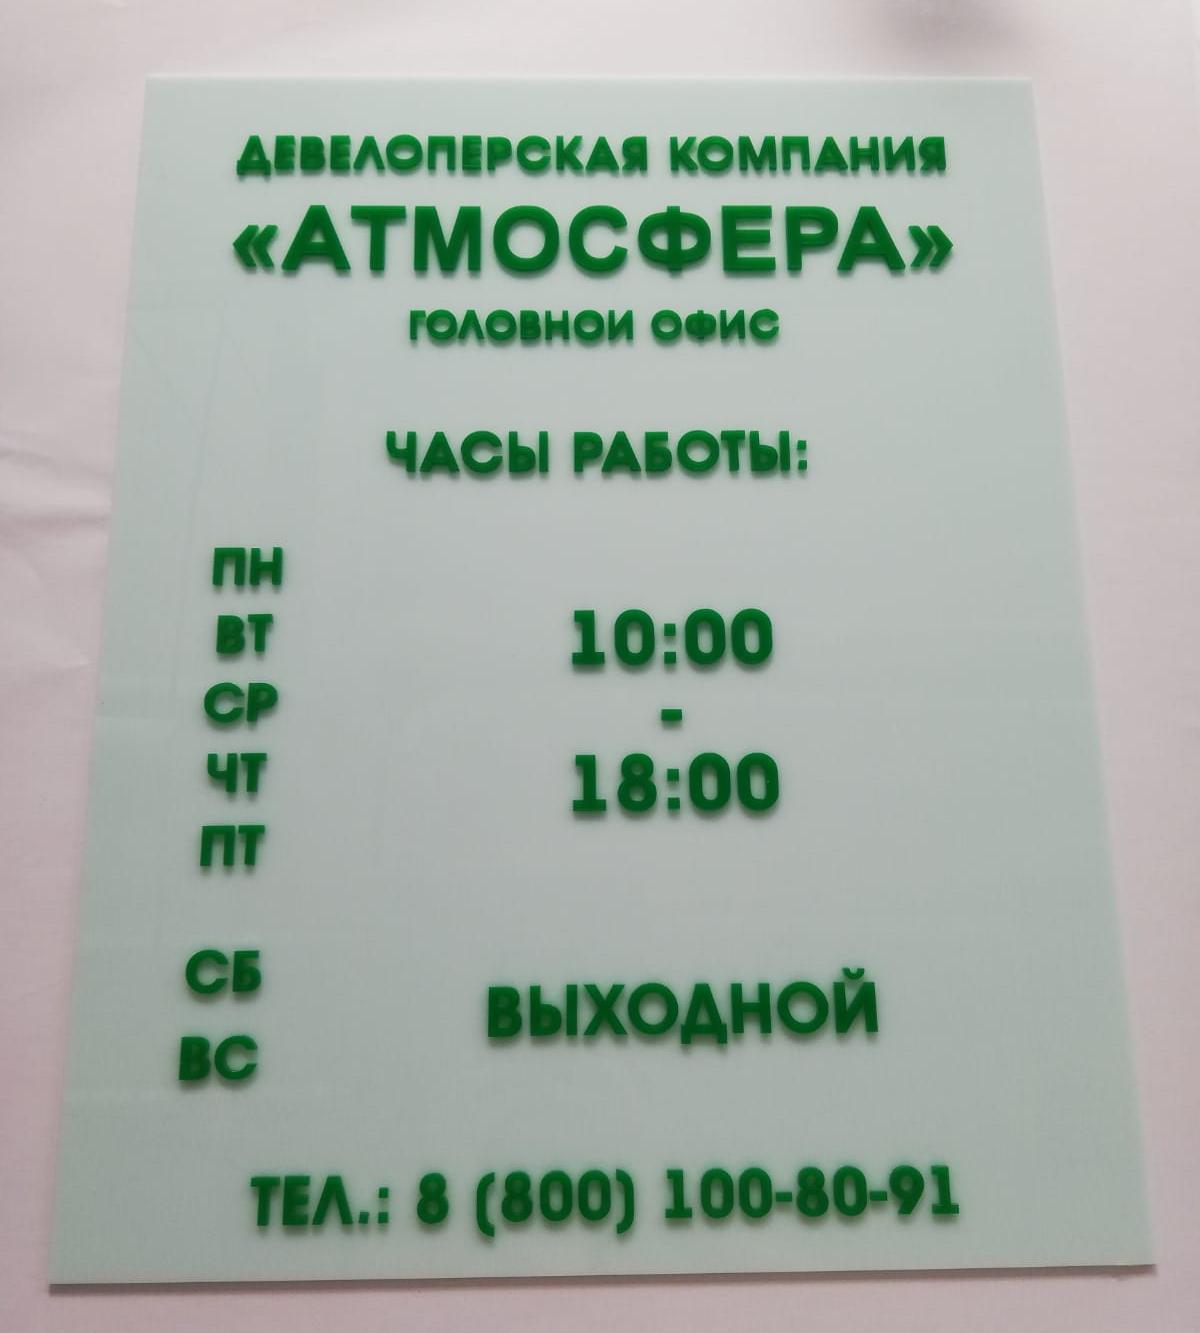 ДЕВЕЛОПЕРСКАЯ КОМПАНИЯ
«АТМОСФЕРА»
ГОЛОВНОИ ОФИС
ЧАСЫ РАБОТЫ:
ПН
ВТ
СР
ЧТ
ПТ
10:00
-
18:00
СБ
ВС
ВЫХОДНОЙ
ТЕЛ.: 8 (800) 100-80-91